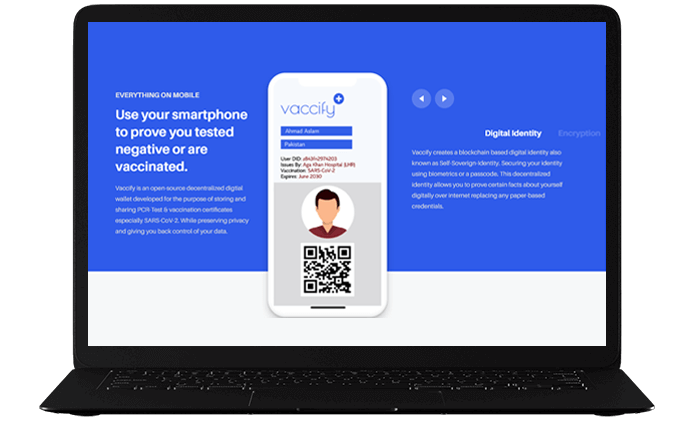 EVERYTHING ON MOBILE
Use your smartphone
to prove you tested
negative or are
vaccinated.
Vaccify is an open-source decentralized digital
wallet developed for the purpose of storing and
sharing PCR Test & vaccination certificates
especially SARS-CoV-2. While preserving privacy
and giving you back control of your data.
vaccify
Ahmad Aslam
Pakistan
User DID:
Issues By: Aga Khan Hospital (LHR)
Vaccination: SARS-CoV-2
Expires: June 2030
Digital Identity
Encryption
Vaccify creates a blockchain based digital identity also
known as Self-Soverign Identity. Securing your identity
using biometrics or a passcode. This decentralized
identity allows you to prove certain facts about yourself
digitally over internet replacing any paper-based
credentials.